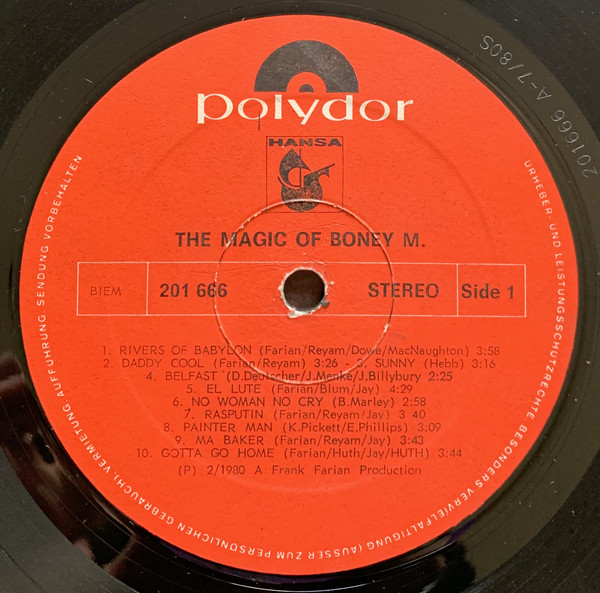 polydor
HANSA
THE MAGIC OF BONEY M.
BIEM 201 666 STEREO Side 1
1. RIVERS OF BABYLON (Farian/Reyam/Dowe/MacNaughton) 3:58
2. DADDY COOL (Farian/Reyam) 3:26 - 3. SUNNY (Hebb) 3:16
4. BELFAST (D.Deutscher/J.Menke/J.Billybury 2:25
5. EL LUTE (Farian/Blum/Jay) 4:29
6. NO WOMAN NO CRY (B.Marley) 2:58
7. RASPUTIN (Farian/Reyam/Jay) 3 40
8. PAINTER MAN (K.Pickett/E.Phillips) 3:09
9. MA BAKER (Farian/Reyam/Jay) 3:43
10. GOTTA GO HOME (Farian/Huth/Jay/HUTH) 3:44
(P) 2/1980 A Frank Farian Production
URHEBER- UND LEISTUNGSSCHUTZRECHTE BESONDERS VERVIELFÄLTIGUNG (AUSSER ZUM PERSÖNLICHEN GEBRAUCH), VERMIETUNG AUFFÜHRUNG, SENDUNG VORBEHALTEN
201666 A-7/80S